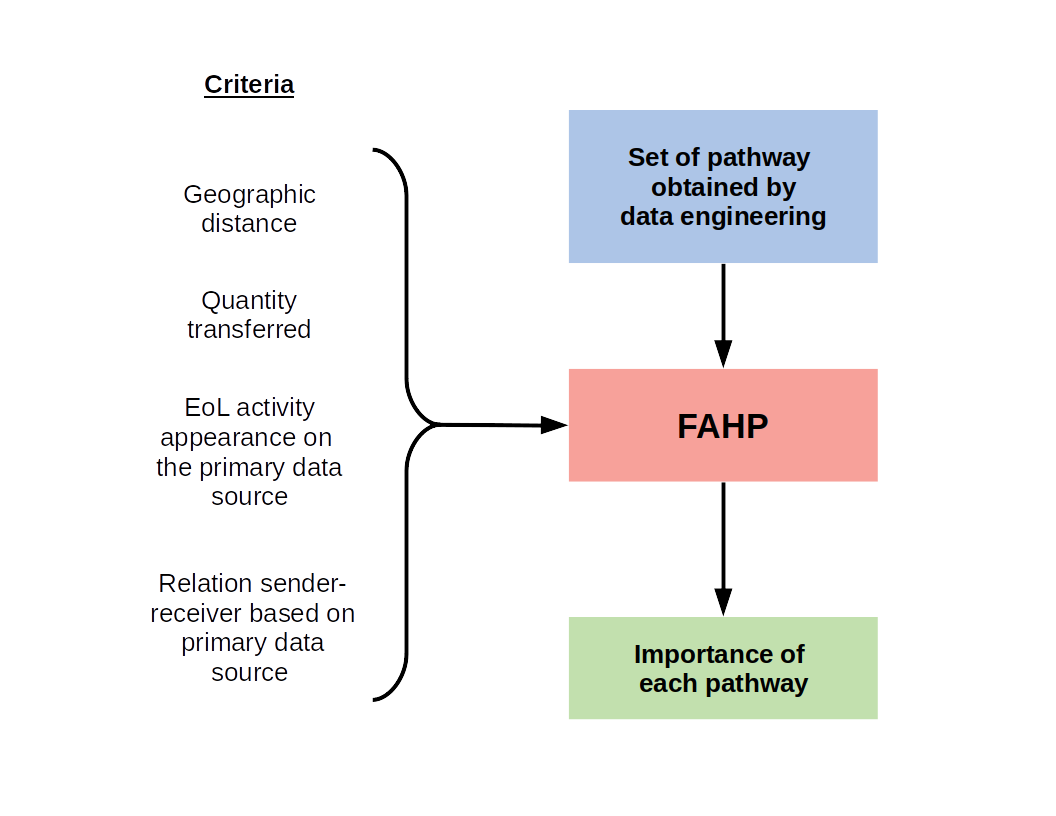 Criteria
Geographic
distance
Quantity
transferred
EoL activity
appearance on
the primary data
source
Relation sender-
receiver based on
primary data
source
Set of pathway
obtained by
data engineering
FAHP
Importance of
each pathway